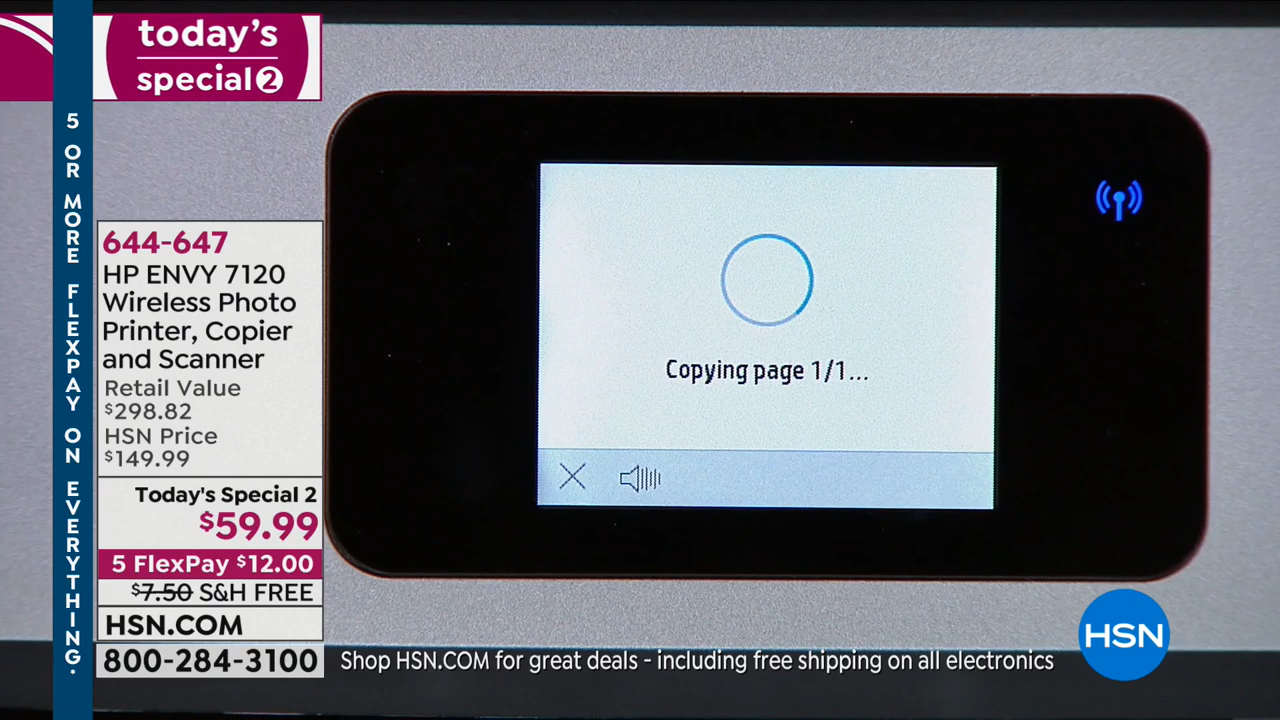 today's
special2
5 OR MORE FLEXPAY ON EVERYTHING.
644-647
HP ENVY 7120
Wireless Photo
Printer, Copier
and Scanner
Retail Value
$298.82
HSN Price
$149.99
Today's Special 2
$59.99
5 FlexPay $12.00
$7.50 S&H FREE
HSN.COM
800-284-3100
Copying page 1/1...
Shop HSN.COM for great deals - including free shipping on all electronics
HSN